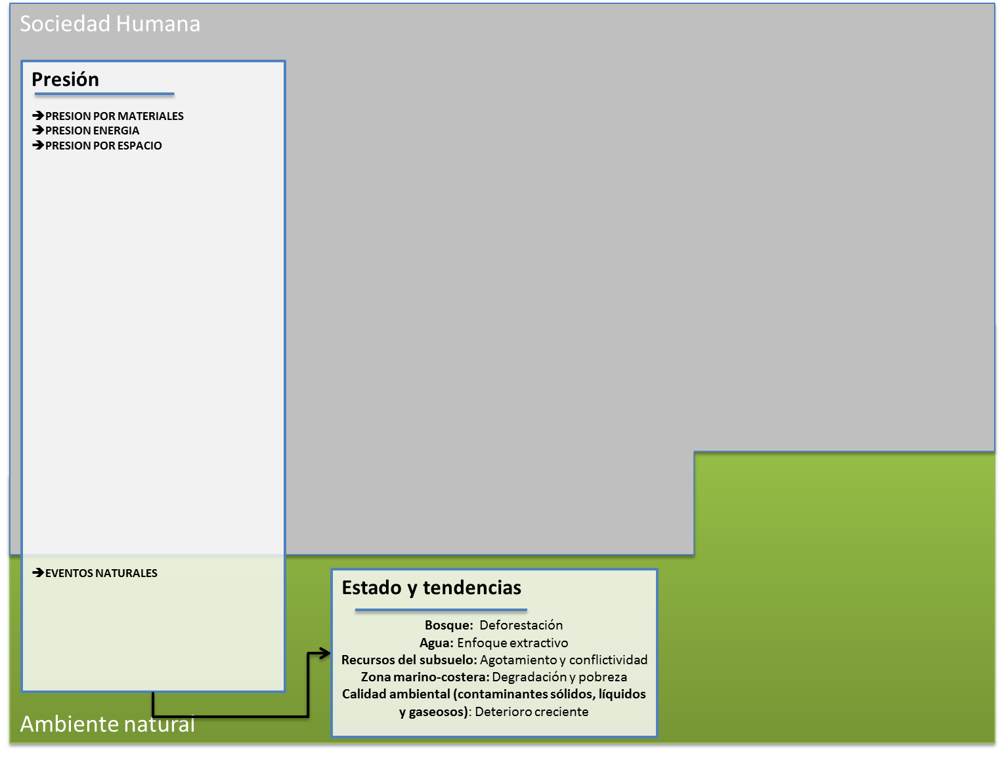 Sociedad Humana
Presión
➔PRESION POR MATERIALES
➔PRESION ENERGIA
➔PRESION POR ESPACIO
➔EVENTOS NATURALES
Estado y tendencias
Bosque: Deforestación
Agua: Enfoque extractivo
Recursos del subsuelo: Agotamiento y conflictividad
Zona marino-costera: Degradación y pobreza
Calidad ambiental (contaminantes sólidos, líquidos
y gaseosos): Deterioro creciente
Ambiente natural